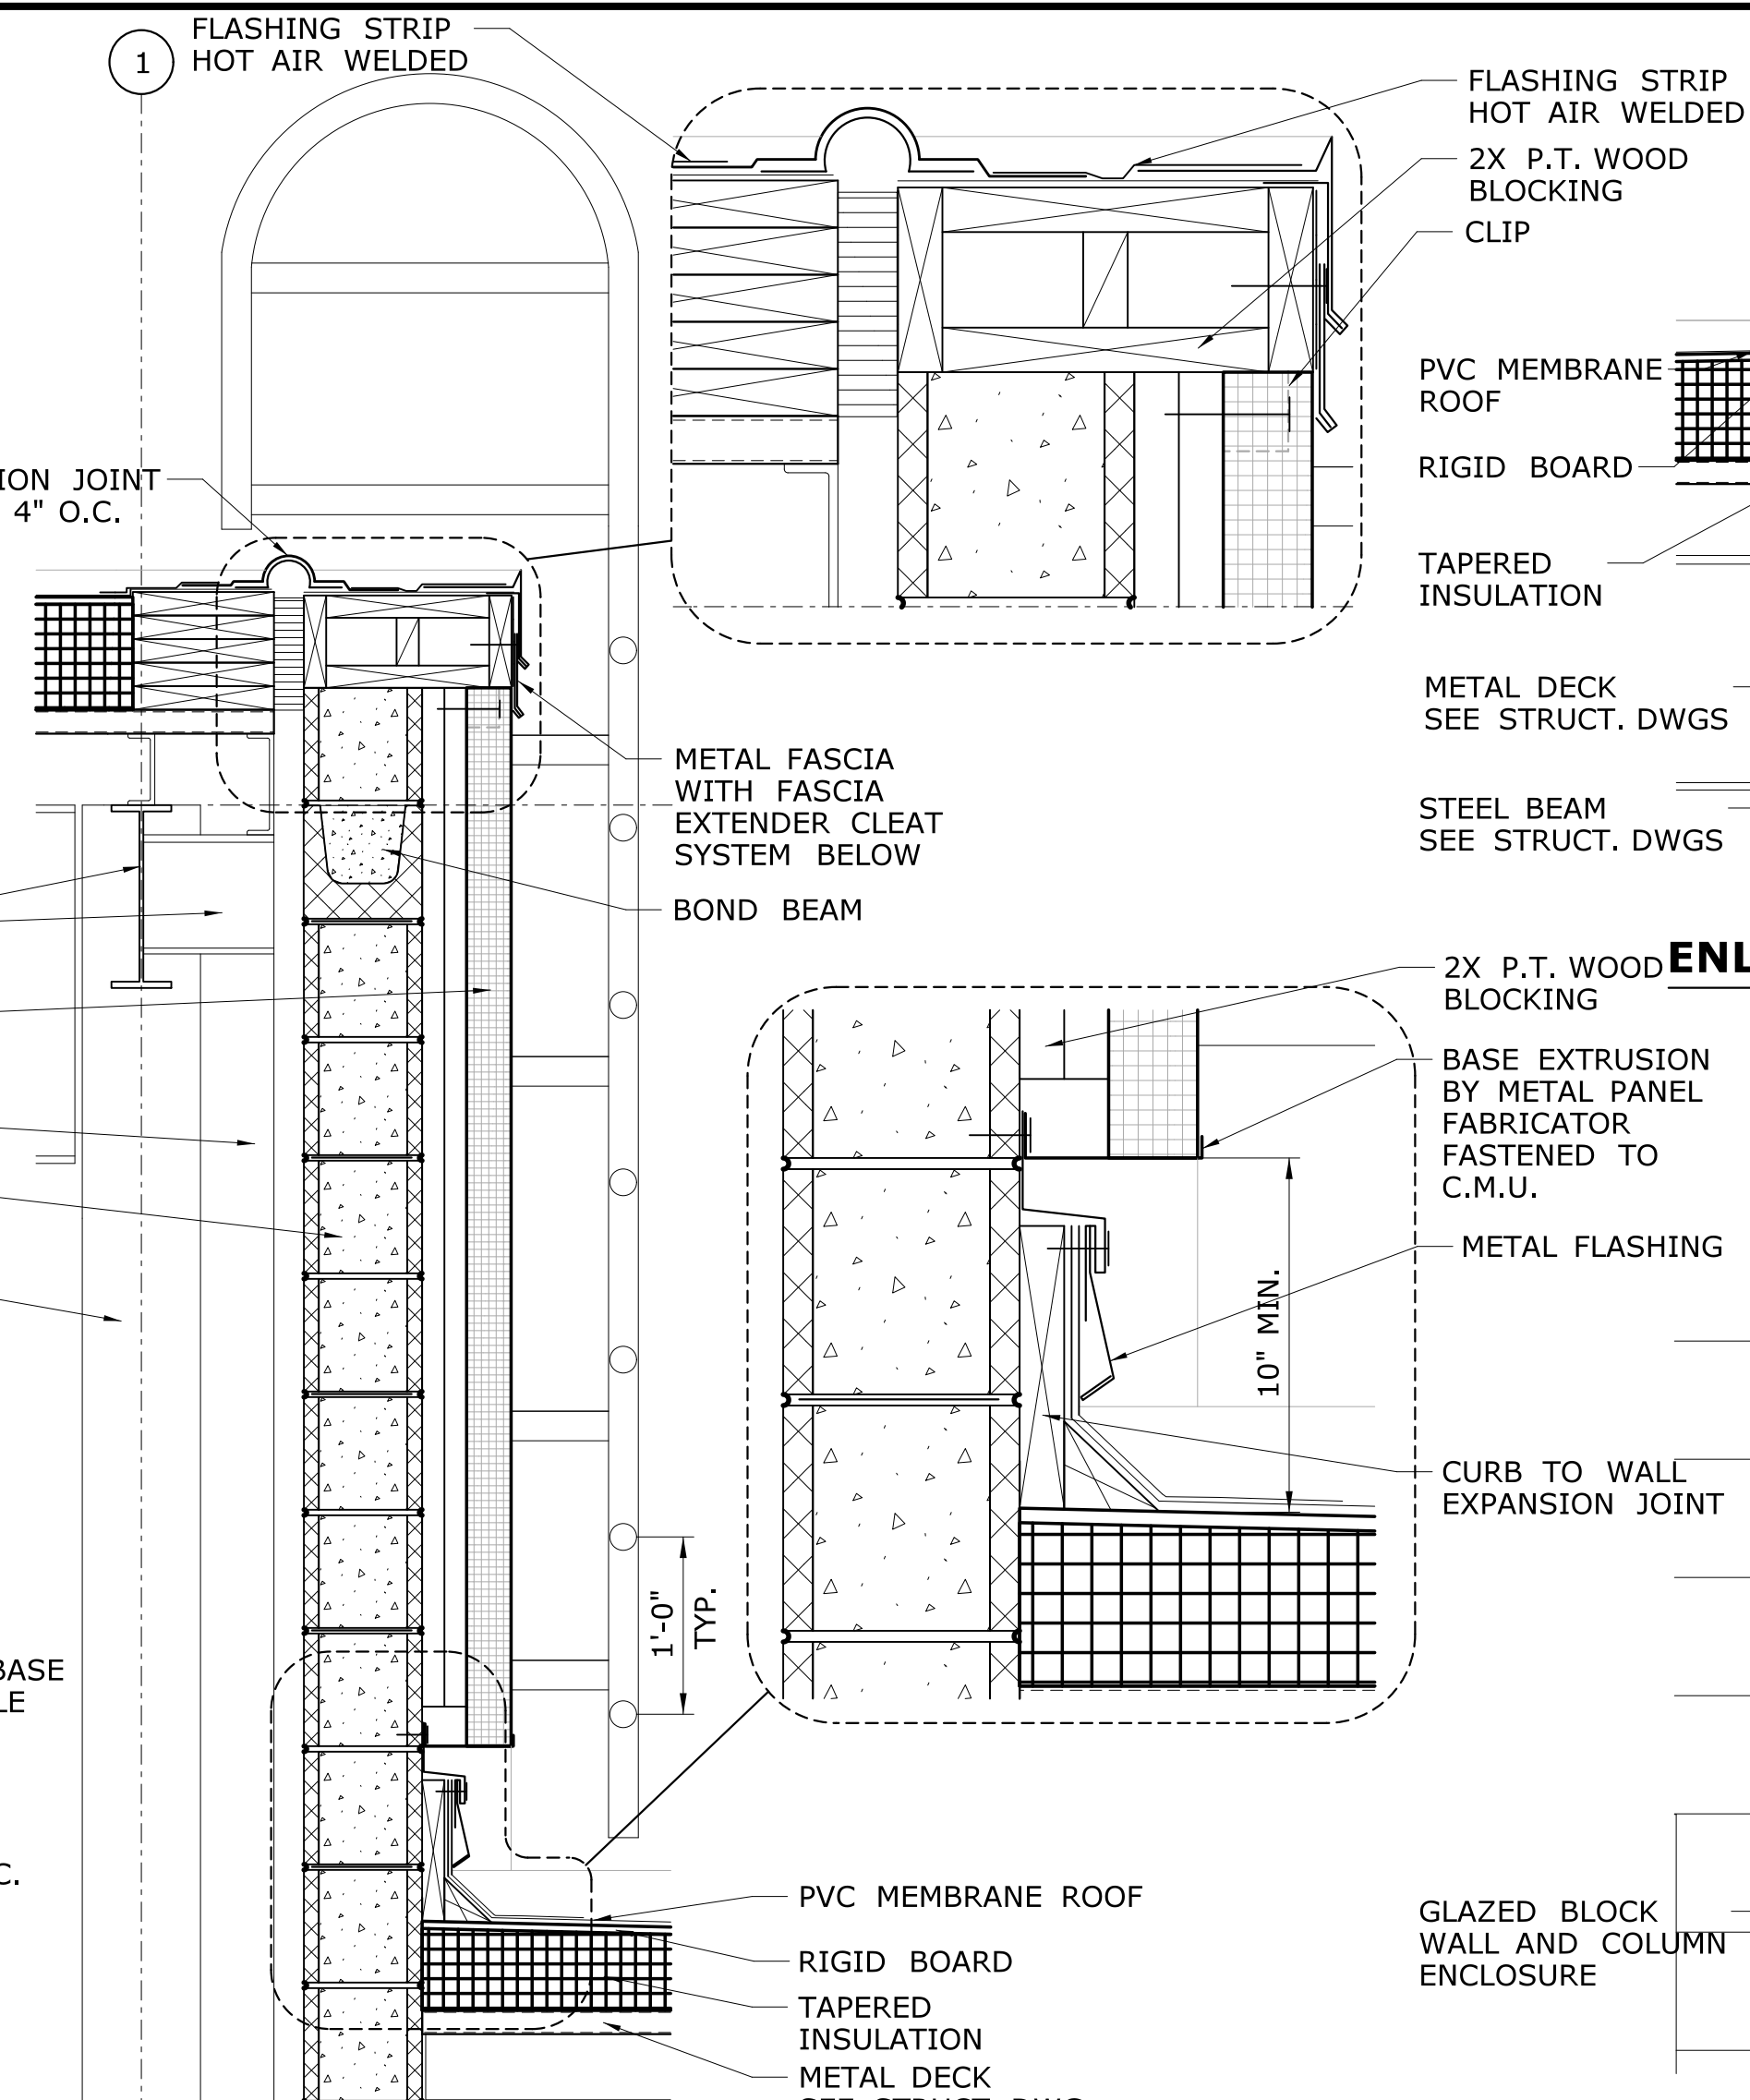 1
FLASHING STRIP
HOT AIR WELDED
FLASHING STRIP
HOT AIR WELDED
2X P.T. WOOD
BLOCKING
CLIP
PVC MEMBRANE
ROOF
RIGID BOARD
TAPERED
INSULATION
METAL DECK
SEE STRUCT. DWGS
STEEL BEAM
SEE STRUCT. DWGS
ION JOINT
4" O.C.
METAL FASCIA
WITH FASCIA
EXTENDER CLEAT
SYSTEM BELOW
BOND BEAM
2X P.T. WOOD
BLOCKING
ENL
BASE EXTRUSION
BY METAL PANEL
FABRICATOR
FASTENED TO
C.M.U.
METAL FLASHING
10" MIN.
CURB TO WALL
EXPANSION JOINT
1'-0"
TYP.
BASE
LE
C.
PVC MEMBRANE ROOF
RIGID BOARD
TAPERED
INSULATION
METAL DECK
GLAZED BLOCK
WALL AND COLUMN
ENCLOSURE